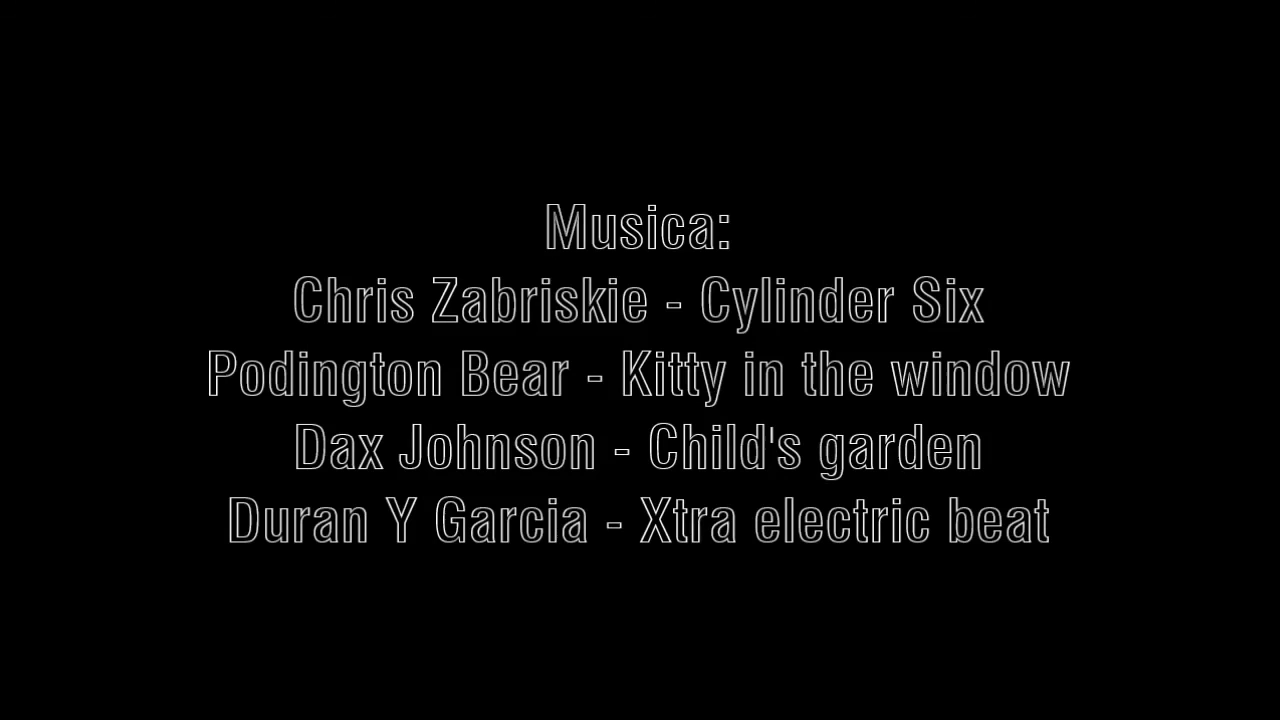 Musica:
Chris Zabriskie - Cylinder Six
Podington Bear - Kitty in the window
Dax Johnson - Child's garden
Duran Y Garcia - Xtra electric beat